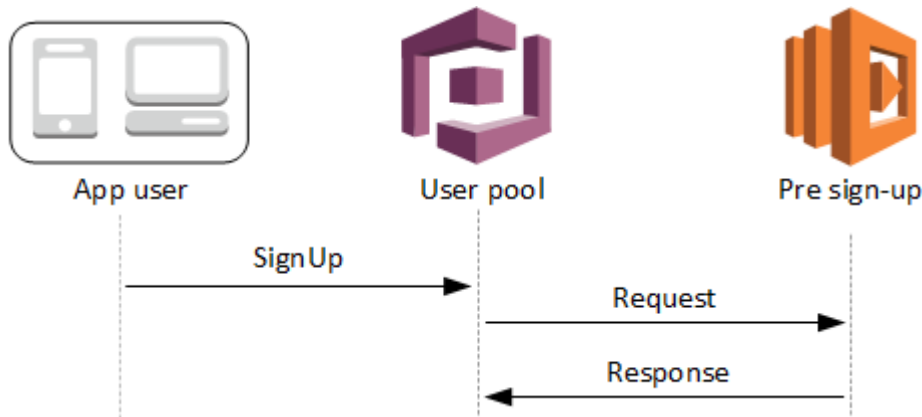 App user
User pool
Pre sign-up
SignUp
Request
Response